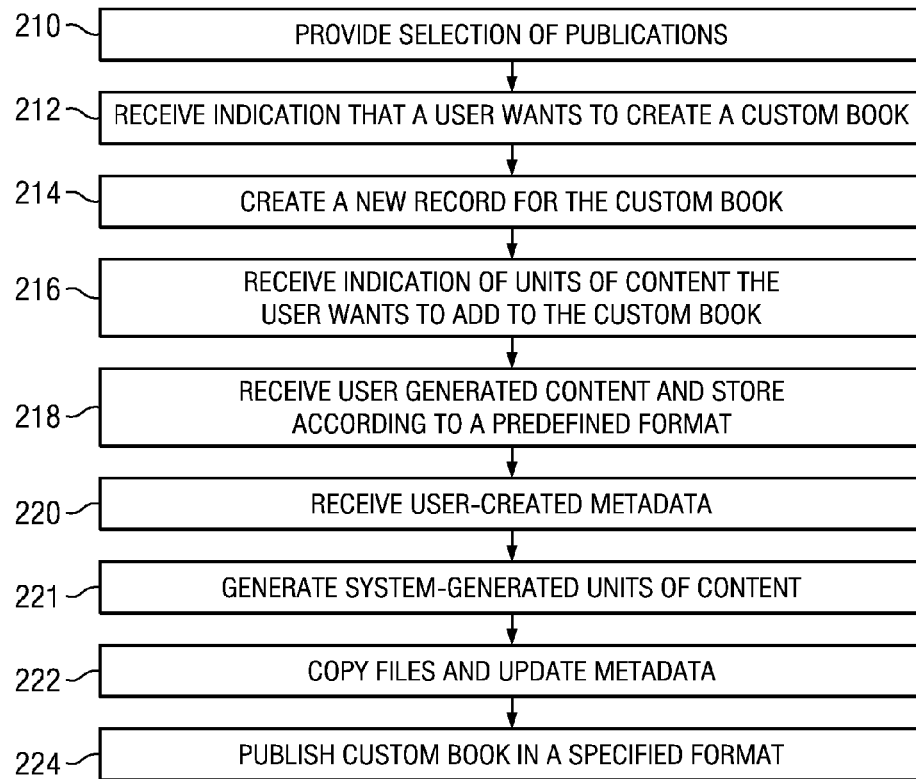 210 PROVIDE SELECTION OF PUBLICATIONS
212 RECEIVE INDICATION THAT A USER WANTS TO CREATE A CUSTOM BOOK
214 CREATE A NEW RECORD FOR THE CUSTOM BOOK
216 RECEIVE INDICATION OF UNITS OF CONTENT THE
USER WANTS TO ADD TO THE CUSTOM BOOK
218 RECEIVE USER GENERATED CONTENT AND STORE
ACCORDING TO A PREDEFINED FORMAT
220 RECEIVE USER-CREATED METADATA
221 GENERATE SYSTEM-GENERATED UNITS OF CONTENT
222 COPY FILES AND UPDATE METADATA
224 PUBLISH CUSTOM BOOK IN A SPECIFIED FORMAT